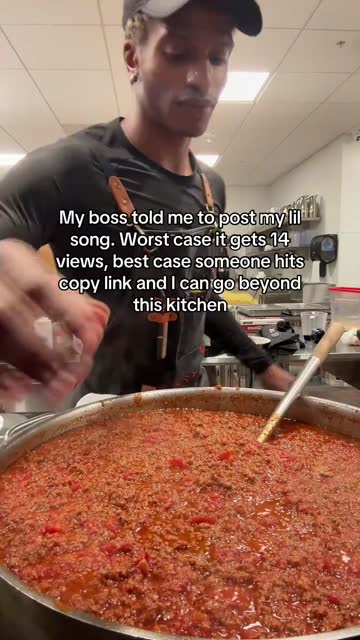 My boss told me to post my lil
song. Worst case it gets 14
views, best case someone hits
copy link and I can go beyond
this kitchen